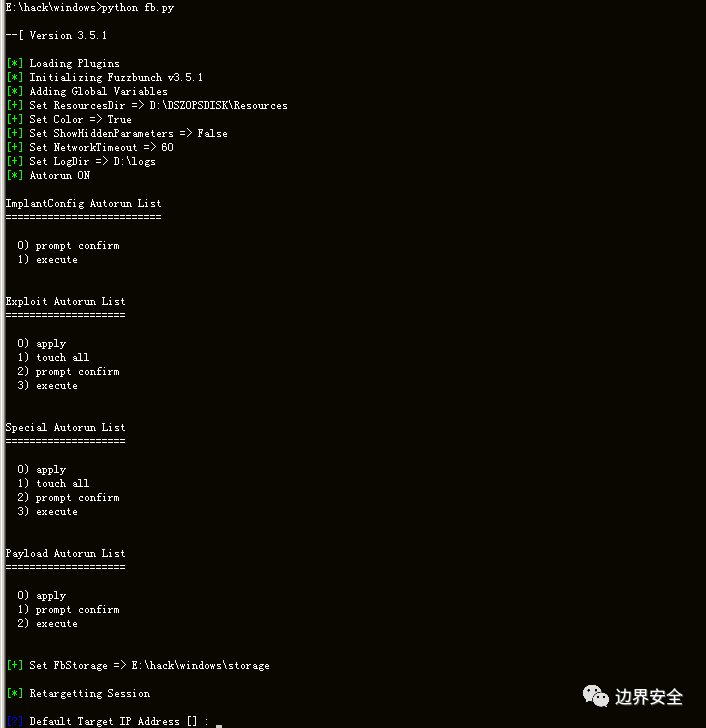 E:\hack\windows>python fb.py
--[ Version 3.5.1
[*] Loading Plugins
[*] Initializing Fuzzbunch v3.5.1
[*] Adding Global Variables
[+] Set ResourcesDir => D:\DSZOPSDISK\Resources
[+] Set Color => True
[+] Set ShowHiddenParameters => False
[+] Set NetworkTimeout => 60
[+] Set LogDir => D:\logs
[*] Autorun ON
ImplantConfig Autorun List
==========================
0) prompt confirm
1) execute
Exploit Autorun List
====================
0) apply
1) touch all
2) prompt confirm
3) execute
Special Autorun List
====================
0) apply
1) touch all
2) prompt confirm
3) execute
Payload Autorun List
====================
0) apply
1) prompt confirm
2) execute
[+] Set FbStorage => E:\hack\windows\storage
[*] Retargetting Session
[?] Default Target IP Address [] : _
边界安全